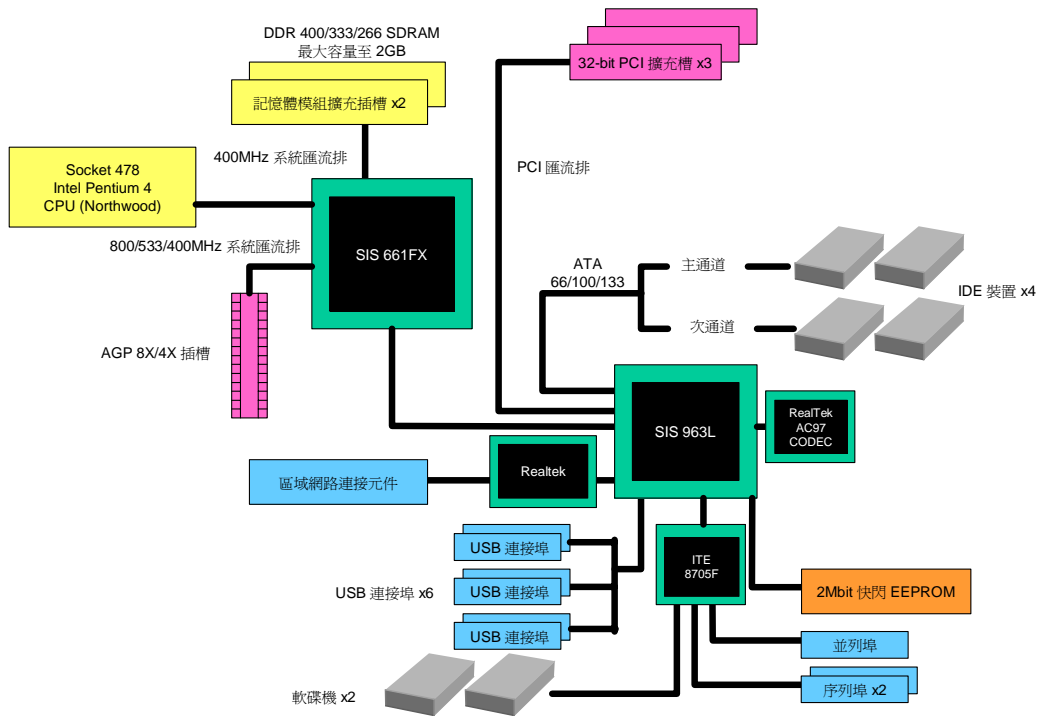 DDR 400/333/266 SDRAM
最大容量至 2GB
記憶體模組擴充插槽 x2
32-bit PCI 擴充槽 x3
400MHz 系統匯流排
PCI 匯流排
Socket 478
Intel Pentium 4
CPU (Northwood)
SIS 661FX
800/533/400MHz 系統匯流排
ATA
66/100/133
主通道
次通道
IDE 裝置 x4
AGP 8X/4X 插槽
SIS 963L
RealTek
AC97
CODEC
Realtek
區域網路連接元件
USB 連接埠
USB 連接埠
USB 連接埠
USB 連接埠 x6
ITE
8705F
2Mbit 快閃 EEPROM
並列埠
序列埠 x2
軟碟機 x2